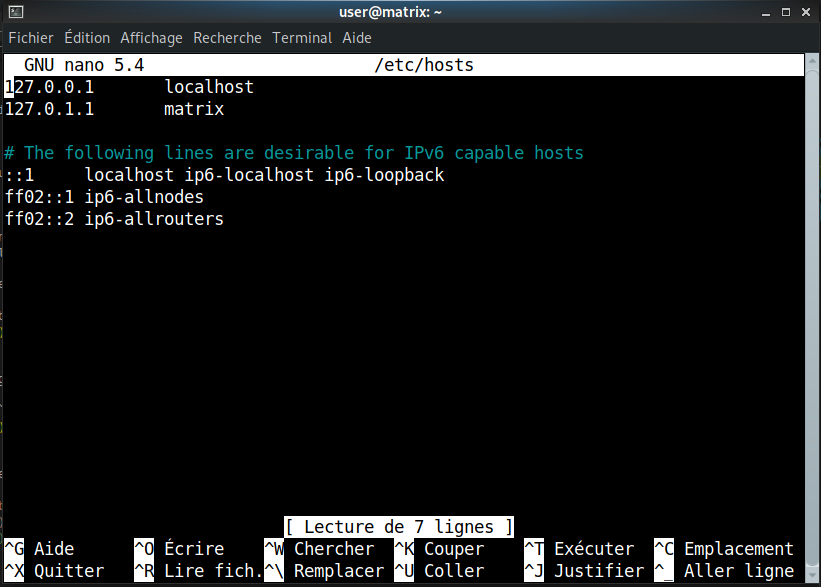 user@matrix: ~
Fichier Édition Affichage Recherche Terminal Aide
GNU nano 5.4 /etc/hosts
127.0.0.1 localhost
127.0.1.1 matrix
# The following lines are desirable for IPv6 capable hosts
::1 localhost ip6-localhost ip6-loopback
ff02::1 ip6-allnodes
ff02::2 ip6-allrouters
[ Lecture de 7 lignes ]
^G Aide ^O Écrire ^W Chercher ^K Couper ^T Exécuter ^C Emplacement
^X Quitter ^R Lire fich. ^\ Remplacer ^U Coller ^J Justifier ^_ Aller ligne